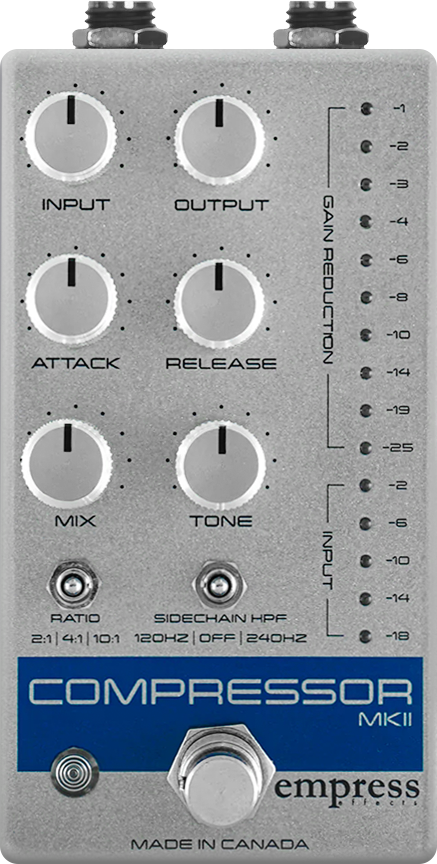 INPUT OUTPUT
ATTACK RELEASE
MIX TONE
RATIO SIDECHAIN HPF
2:1 | 4:1 | 10:1 120HZ | OFF | 240HZ
GAIN REDUCTION
-1
-2
-3
-4
-6
-8
-10
-14
-19
-25
INPUT
-2
-6
-10
-14
-18
COMPRESSOR
MKII
empress
effects
MADE IN CANADA